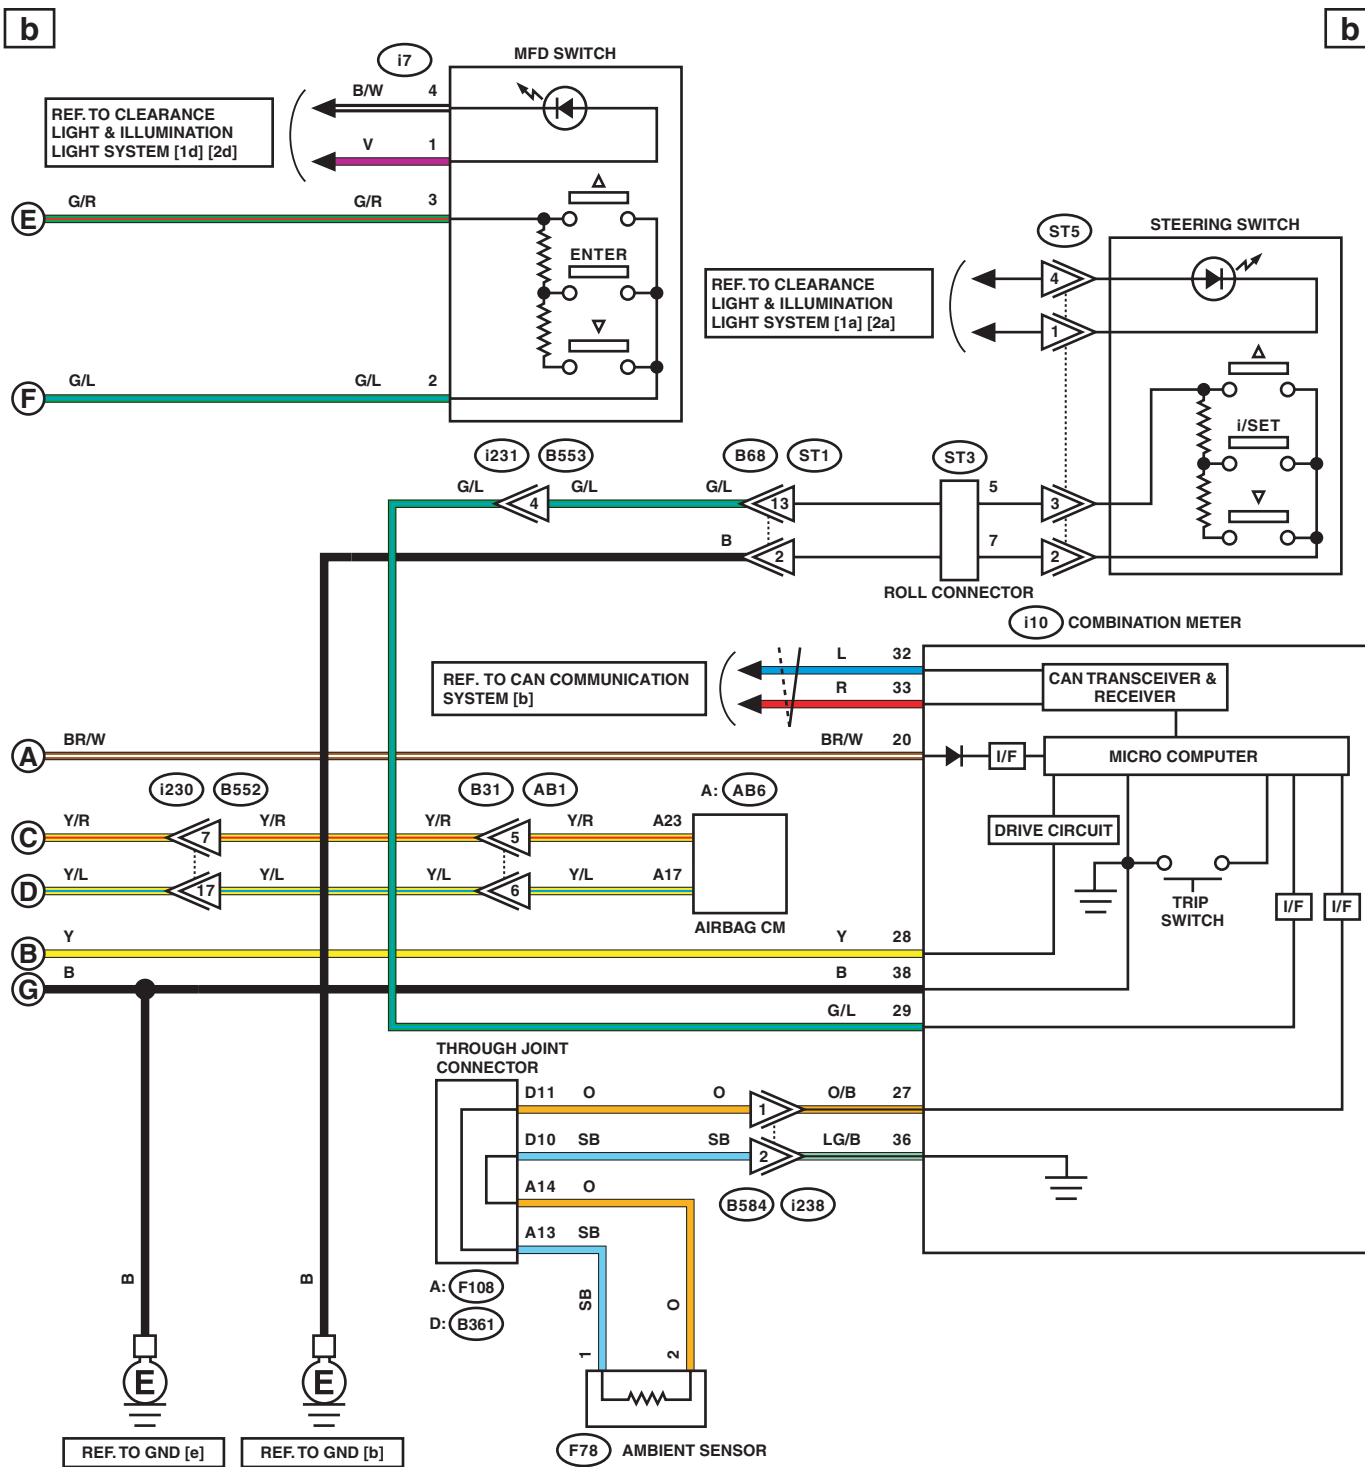 b
b
i7
MFD SWITCH
B/W 4
REF. TO CLEARANCE
LIGHT & ILLUMINATION
LIGHT SYSTEM [1d] [2d]
V 1
E G/R G/R 3
ENTER
F G/L G/L 2
ST5
STEERING SWITCH
REF. TO CLEARANCE
LIGHT & ILLUMINATION
LIGHT SYSTEM [1a] [2a]
4
1
i/SET
i231 B553 B68 ST1 ST3
G/L 4 G/L G/L 13 5 3
B 2 7 2
ROLL CONNECTOR
i10 COMBINATION METER
REF. TO CAN COMMUNICATION
SYSTEM [b]
L 32
R 33
CAN TRANSCEIVER &
RECEIVER
A BR/W BR/W 20 I/F MICRO COMPUTER
i230 B552 B31 AB1 A: AB6
C Y/R 7 Y/R Y/R 5 Y/R A23
DRIVE CIRCUIT
D Y/L 17 Y/L Y/L 6 Y/L A17
AIRBAG CM
TRIP
SWITCH
I/F I/F
B Y Y 28
G B B 38
G/L 29
THROUGH JOINT
CONNECTOR
D11 O O 1 O/B 27
D10 SB SB 2 LG/B 36
A14 O
B584 i238
A13 SB
A: F108
D: B361
B B SB O
1 2
E E
REF. TO GND [e] REF. TO GND [b]
F78 AMBIENT SENSOR